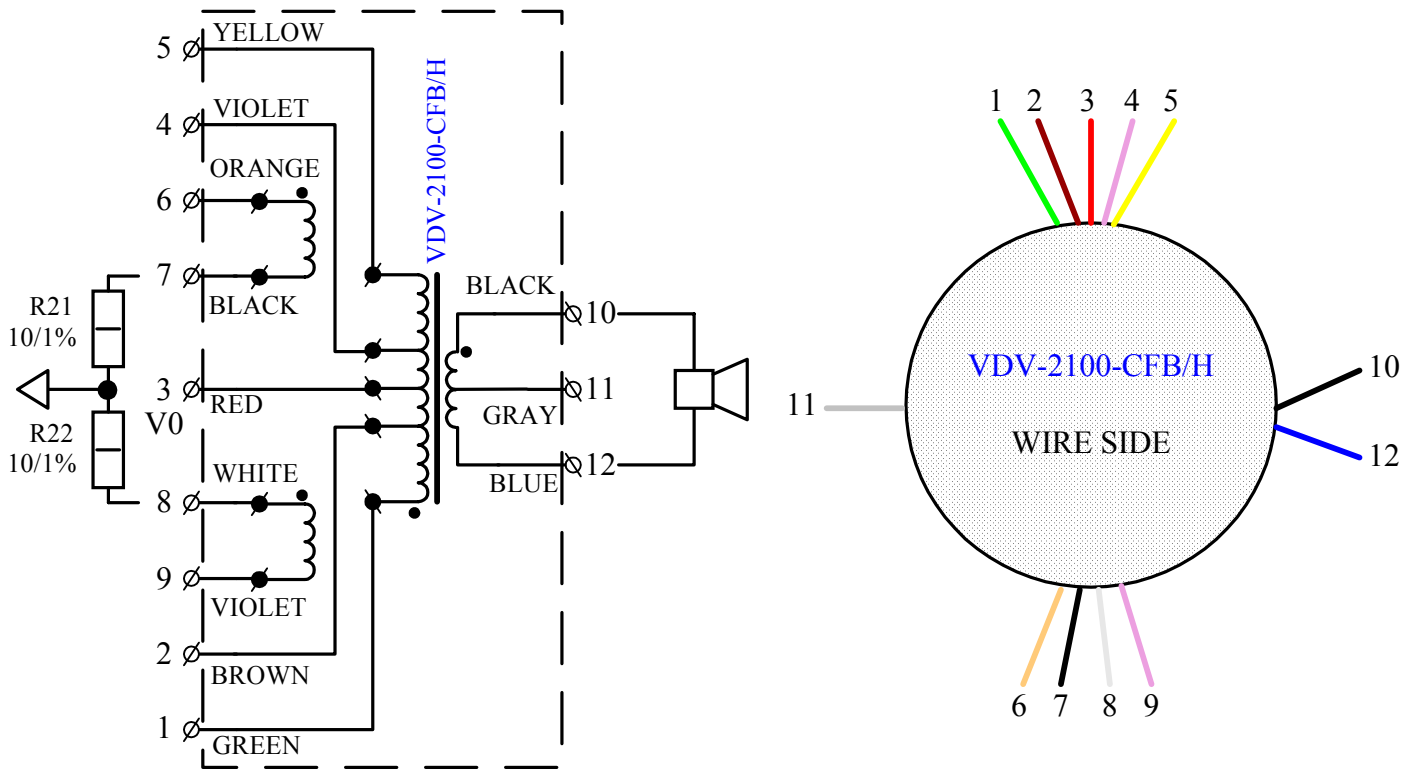 5 YELLOW
4 VIOLET
ORANGE
6
7
BLACK
R21
10/1%
3
RED
V0
R22
10/1%
WHITE
8
9
VIOLET
2
BROWN
1
GREEN
VDV-2100-CFB/H
BLACK
10
11
GRAY
12
BLUE
1 2 3 4 5
VDV-2100-CFB/H
WIRE SIDE
10
11
12
6 7 8 9